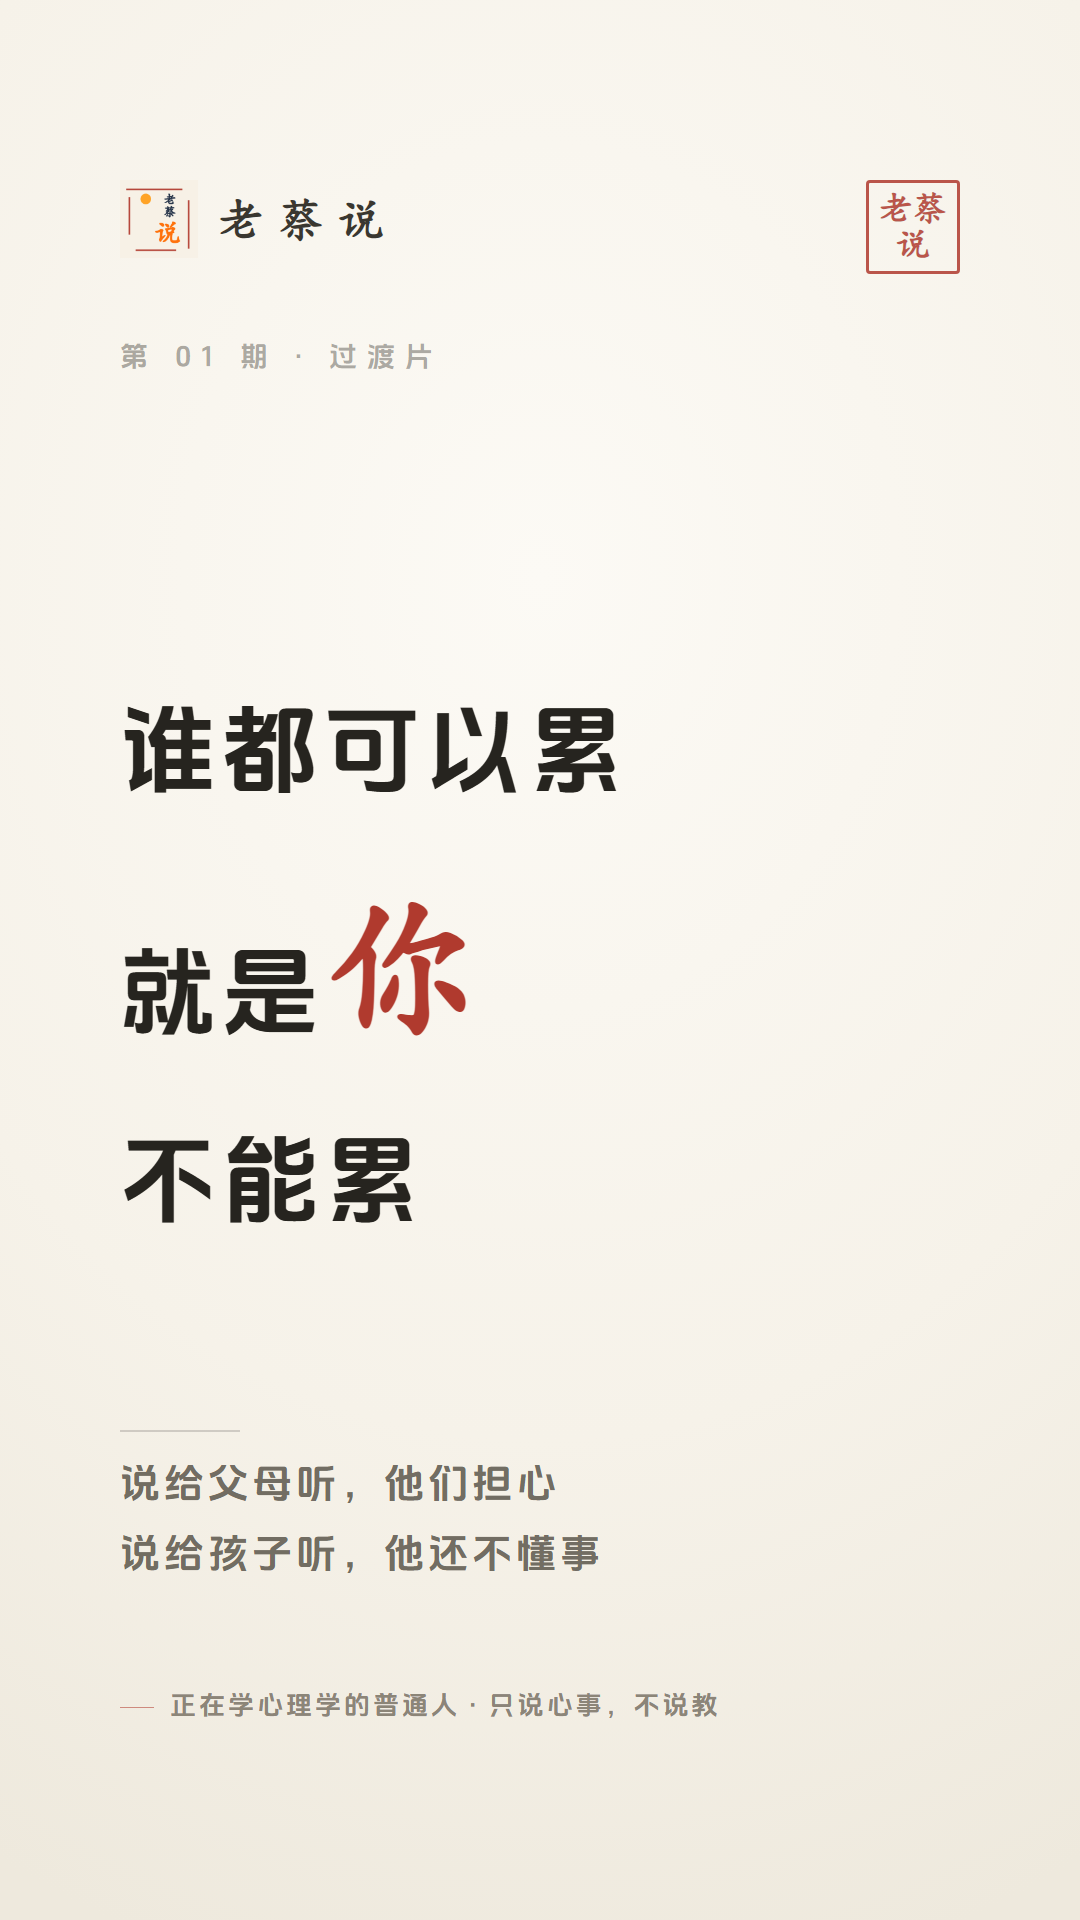 老蔡说
老蔡说
老蔡
说
第 01 期 · 过渡片
谁都可以累
就是你
不能累
说给父母听，他们担心
说给孩子听，他还不懂事
— 正在学心理学的普通人 · 只说心事，不说教